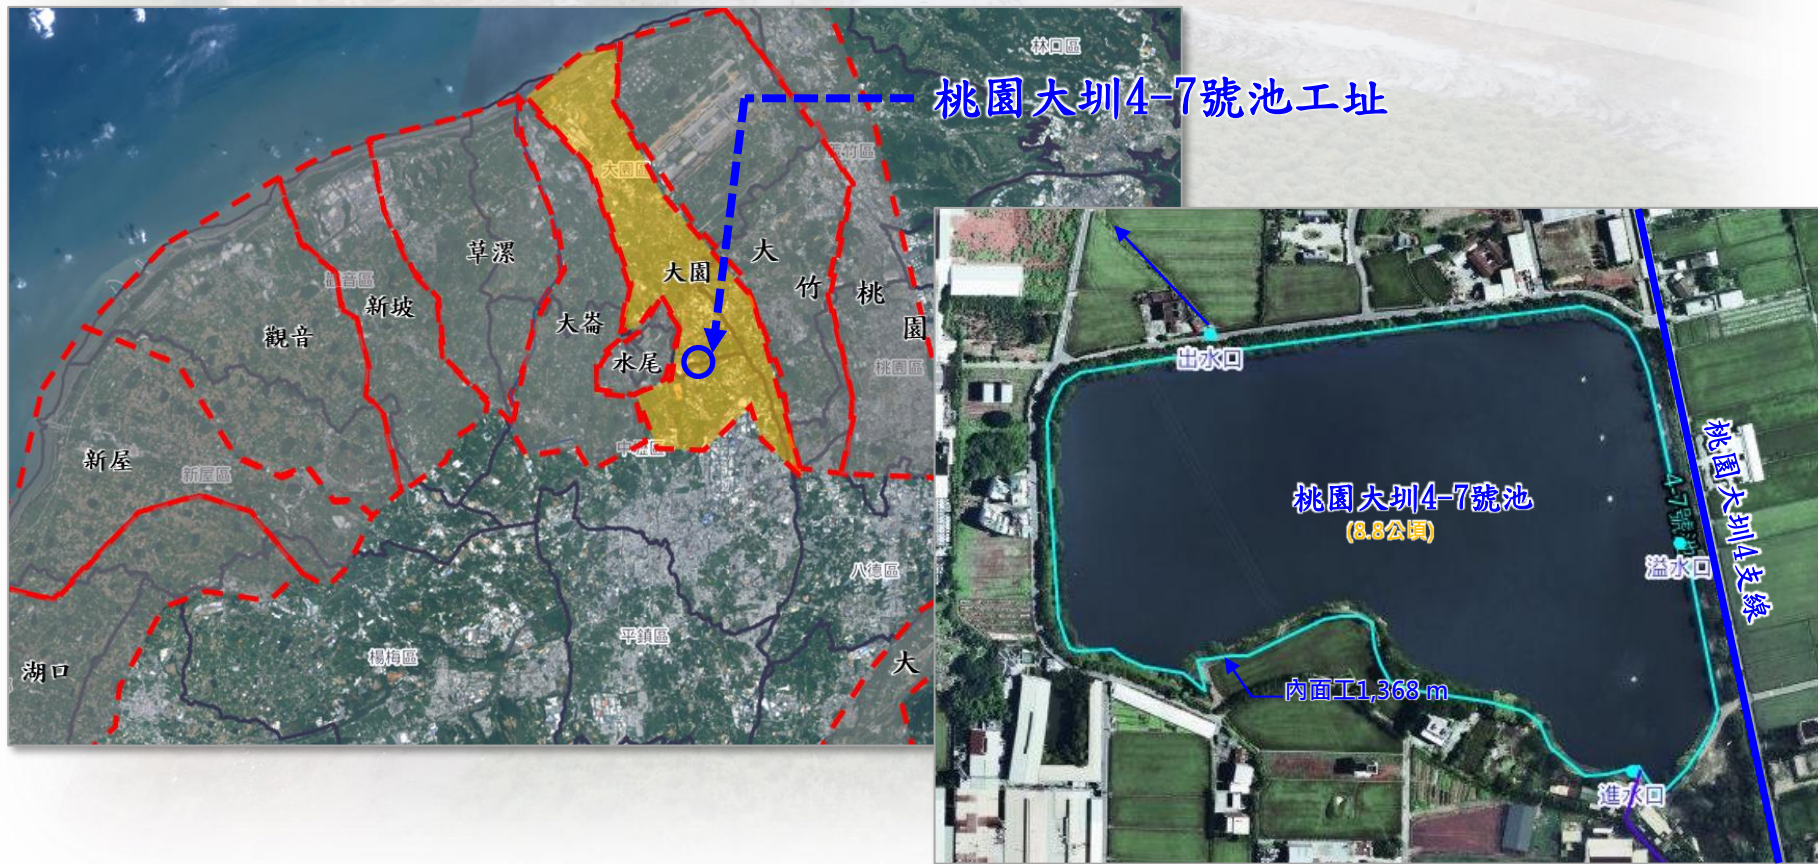 林口區
桃園大圳4-7號池工址
蘆竹區
大園區
草漯
大
大園
觀音區
竹
桃
新坡
大崙
園
觀音
水尾
桃園區
中壢區
新屋
新屋區
八德區
平鎮區
楊梅區
大
湖口
出水口
桃園大圳4支線
桃園大圳4-7號池
(8.8公頃)
溢水口
內面工1,368 m
進水口